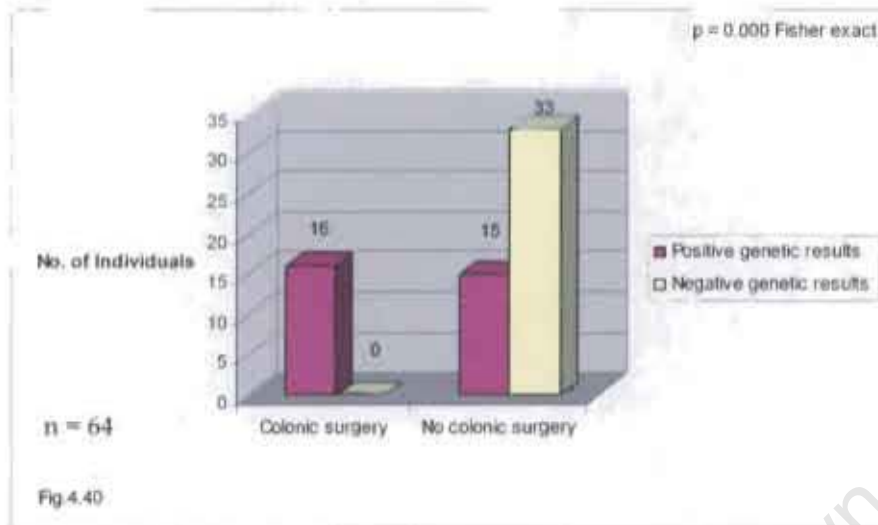 p = 0.000 Fisher exact
35
30
25
20
15
10
5
0
No. of Individuals
16
0
15
33
Positive genetic results
Negative genetic results
Colonic surgery
No colonic surgery
n = 64
Fig.4.40